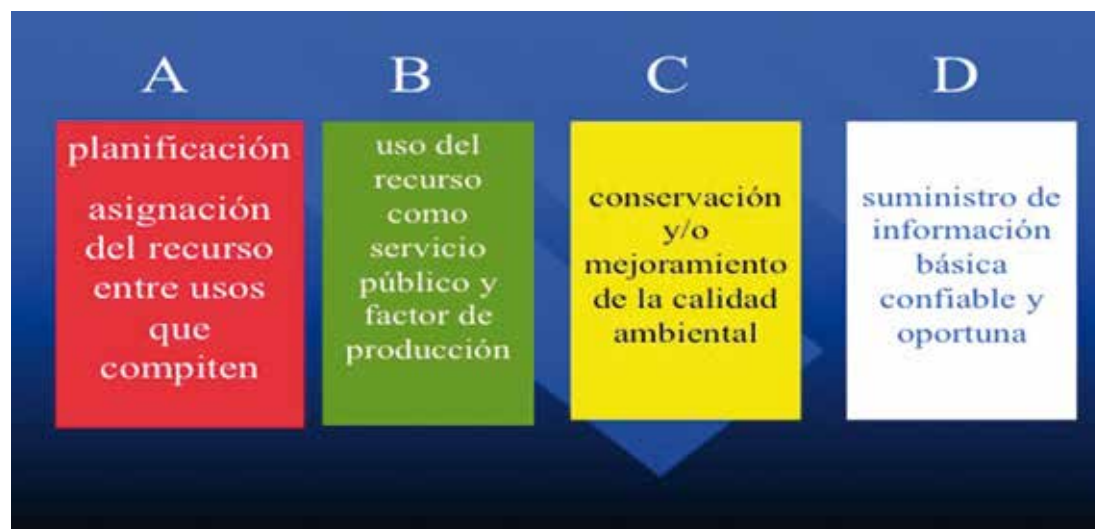 A
planificación
asignación
del recurso
entre usos
que
compiten
B
uso del
recurso
como
servicio
público y
factor de
producción
C
conservación
y/o
mejoramiento
de la calidad
ambiental
D
suministro de
información
básica
confiable y
oportuna